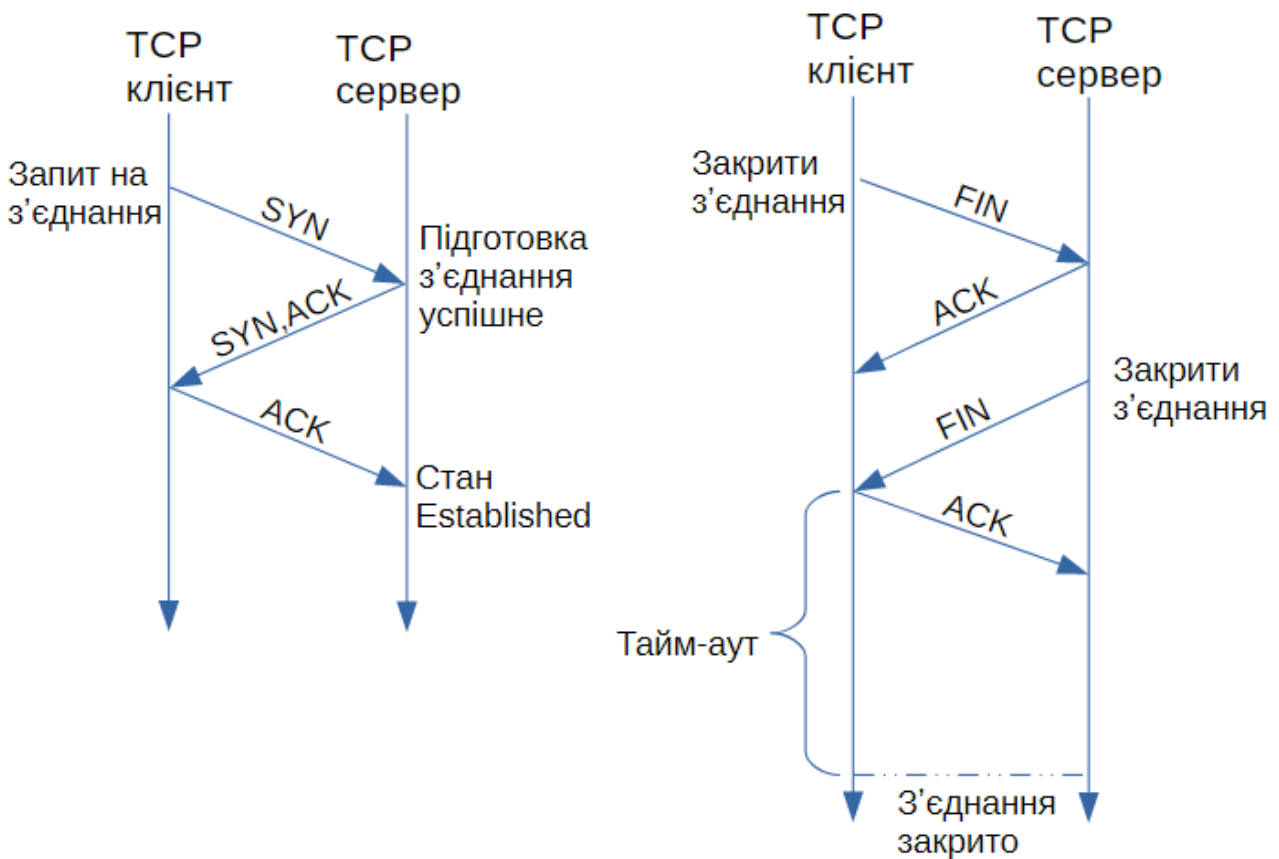 TCP
клієнт
TCP
сервер
Запит на
з’єднання
SYN
Підготовка
з’єднання
успішне
SYN,ACK
ACK
Стан
Established
TCP
клієнт
TCP
сервер
Закрити
з’єднання
FIN
ACK
Закрити
з’єднання
FIN
ACK
Тайм-аут
З’єднання
закрито